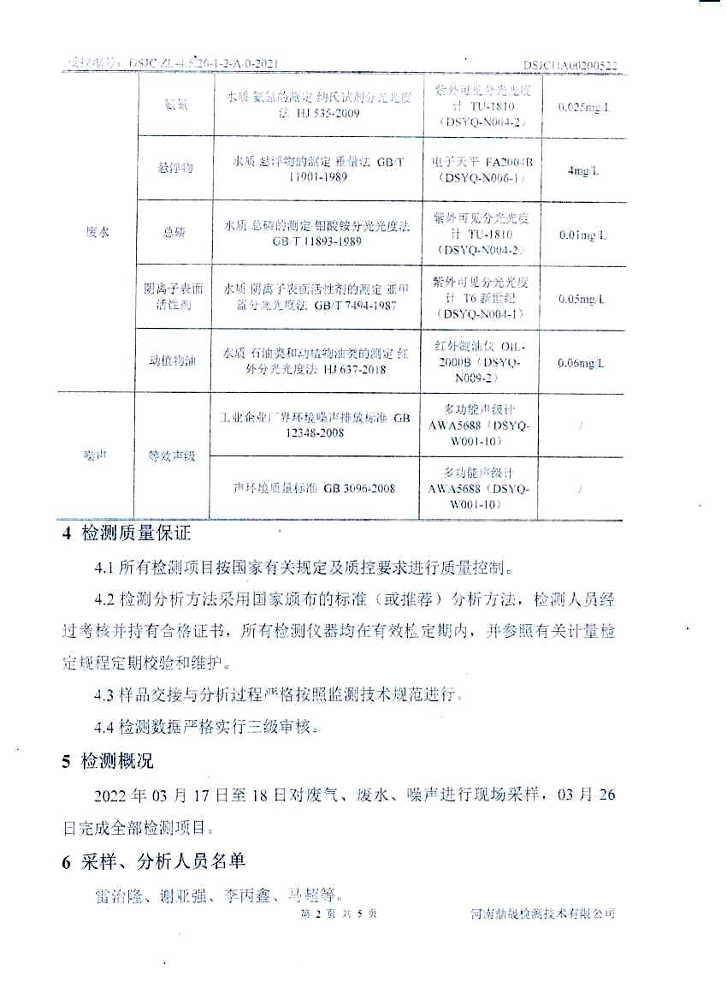 受控编号：DSJC-ZL-4.5.20-1-2-A/0-2021
DSJCHA00200522
氨氮
水质 氨氮的测定 纳氏试剂分光光度
法 HJ 535-2009
紫外可见分光光度
计 TU-1810
（DSYQ-N004-2）
0.025mg/L
悬浮物
水质 悬浮物的测定 重量法 GB/T
11901-1989
电子天平 FA2004B
（DSYQ-N006-1）
4mg/L
废水
总磷
水质 总磷的测定 钼酸铵分光光度法
GB/T 11893-1989
紫外可见分光光度
计 TU-1810
（DSYQ-N004-2）
0.01mg/L
阴离子表面
活性剂
水质 阴离子表面活性剂的测定 亚甲
蓝分光光度法 GB/T 7494-1987
紫外可见分光光度
计 T6 新世纪
（DSYQ-N004-1）
0.05mg/L
动植物油
水质 石油类和动植物油类的测定 红
外分光光度法 HJ 637-2018
红外测油仪 OIL-
2000B（DSYQ-
N009-2）
0.06mg/L
噪声
等效声级
工业企业厂界环境噪声排放标准 GB
12348-2008
多功能声级计
AWA5688（DSYQ-
W001-10）
/
声环境质量标准 GB 3096-2008
多功能声级计
AWA5688（DSYQ-
W001-10）
/
4 检测质量保证
4.1 所有检测项目按国家有关规定及质控要求进行质量控制。
4.2 检测分析方法采用国家颁布的标准（或推荐）分析方法，检测人员经
过考核并持有合格证书，所有检测仪器均在有效检定期内，并参照有关计量检
定规程定期校验和维护。
4.3 样品交接与分析过程严格按照监测技术规范进行。
4.4 检测数据严格实行三级审核。
5 检测概况
2022 年 03 月 17 日至 18 日对废气、废水、噪声进行现场采样，03 月 26
日完成全部检测项目。
6 采样、分析人员名单
雷治隆、谢亚强、李丙鑫、马超等。
第 2 页 共 5 页
河南鼎晟检测技术有限公司